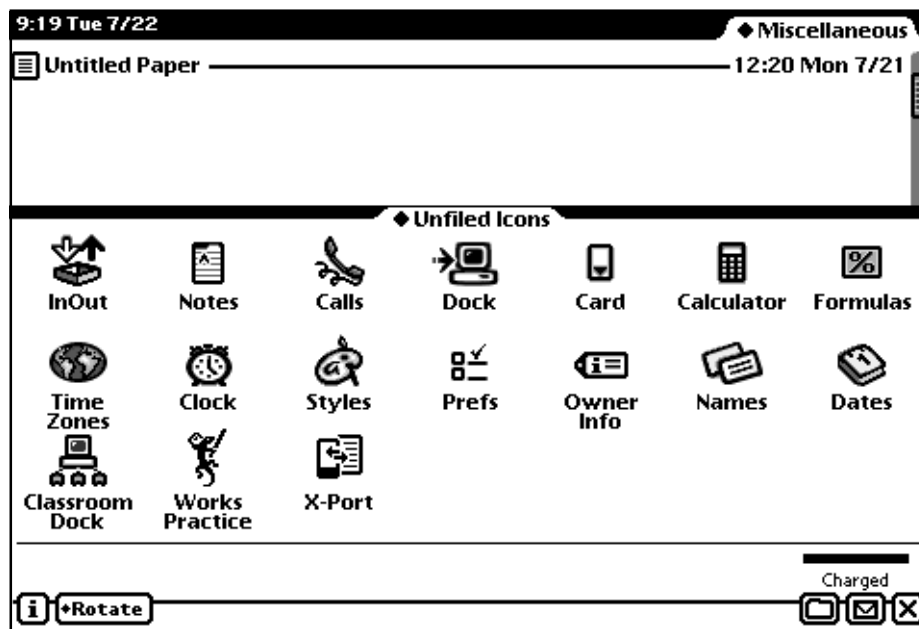 9:19 Tue 7/22
◆ Miscellaneous
Untitled Paper 12:20 Mon 7/21
◆ Unfiled Icons
InOut Notes Calls Dock Card Calculator Formulas
Time Zones Clock Styles Prefs Owner Info Names Dates
Classroom Dock Works Practice X-Port
Charged
i ◆Rotate X